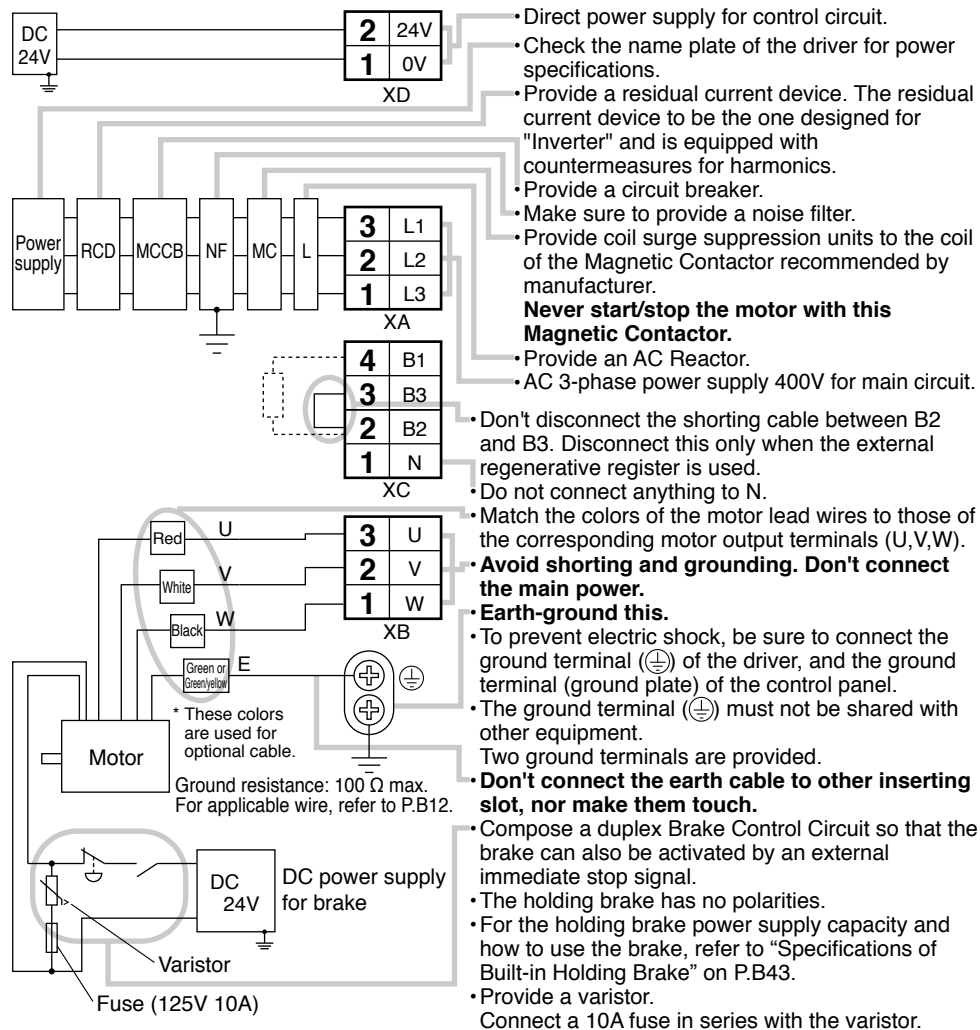 DC
24V
2 24V
1 0V
XD
Power
supply
RCD
MCCB
NF
MC
L
3 L1
2 L2
1 L3
XA
4 B1
3 B3
2 B2
1 N
XC
Red U
White V
Black W
Green or
Green/yellow E
3 U
2 V
1 W
XB
* These colors
are used for
optional cable.
Motor
Ground resistance: 100 Ω max.
For applicable wire, refer to P.B12.
DC
24V
DC power supply
for brake
Varistor
Fuse (125V 10A)
・Direct power supply for control circuit.
・Check the name plate of the driver for power
specifications.
・Provide a residual current device. The residual
current device to be the one designed for
"Inverter" and is equipped with
countermeasures for harmonics.
・Provide a circuit breaker.
・Make sure to provide a noise filter.
・Provide coil surge suppression units to the coil
of the Magnetic Contactor recommended by
manufacturer.
Never start/stop the motor with this
Magnetic Contactor.
・Provide an AC Reactor.
・AC 3-phase power supply 400V for main circuit.
・Don't disconnect the shorting cable between B2
and B3. Disconnect this only when the external
regenerative register is used.
・Do not connect anything to N.
・Match the colors of the motor lead wires to those of
the corresponding motor output terminals (U,V,W).
・Avoid shorting and grounding. Don't connect
the main power.
・Earth-ground this.
・To prevent electric shock, be sure to connect the
ground terminal (⏚) of the driver, and the ground
terminal (ground plate) of the control panel.
・The ground terminal (⏚) must not be shared with
other equipment.
Two ground terminals are provided.
・Don't connect the earth cable to other inserting
slot, nor make them touch.
・Compose a duplex Brake Control Circuit so that the
brake can also be activated by an external
immediate stop signal.
・The holding brake has no polarities.
・For the holding brake power supply capacity and
how to use the brake, refer to “Specifications of
Built-in Holding Brake” on P.B43.
・Provide a varistor.
Connect a 10A fuse in series with the varistor.